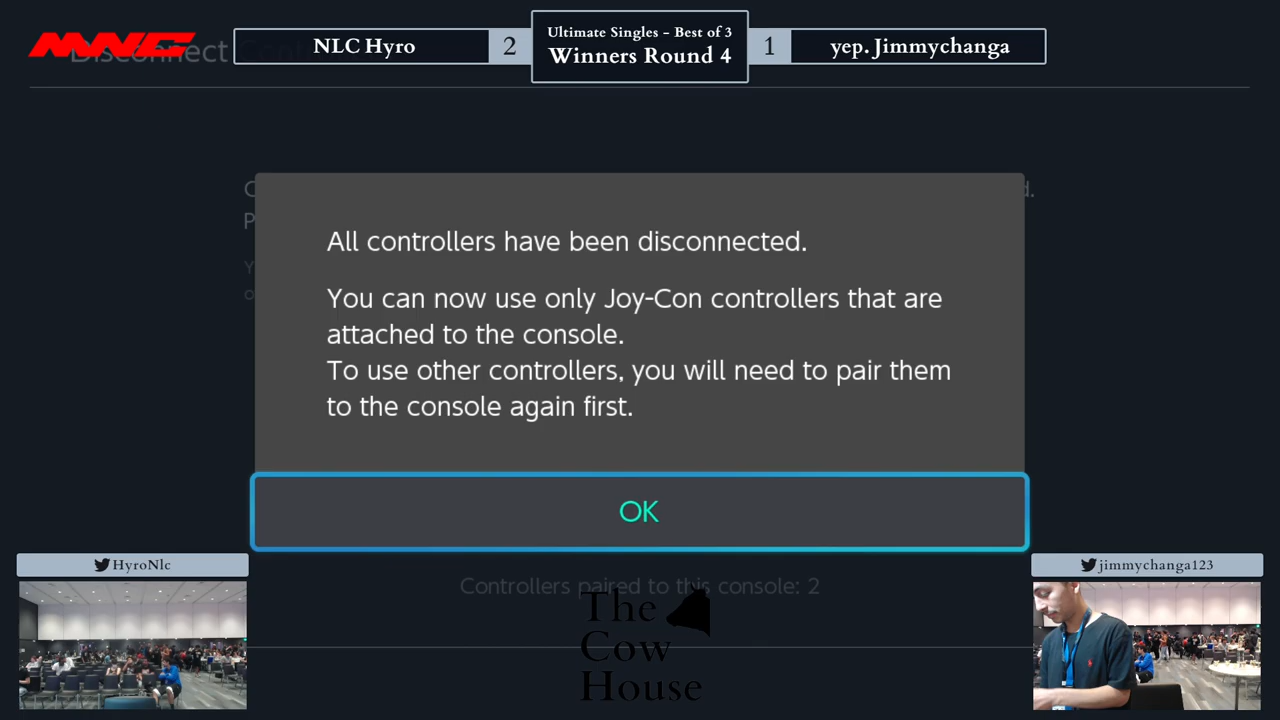 MNG
Disconnect Con
NLC Hyro
2
Ultimate Singles - Best of 3
Winners Round 4
1
yep. Jimmychanga
All controllers have been disconnected.
You can now use only Joy-Con controllers that are
attached to the console.
To use other controllers, you will need to pair them
to the console again first.
OK
HyroNlc
jimmychanga123
Controllers paired to this console: 2
The
Cow
House